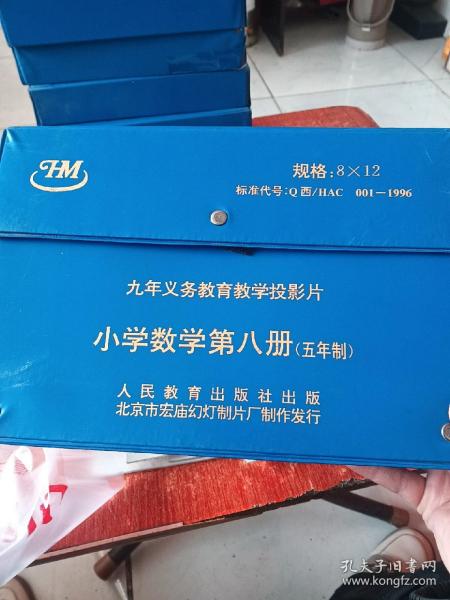 HM
规格:8×12
标准代号:Q西/HAC 001—1996
九年义务教育教学投影片
小学数学第八册(五年制)
人民教育出版社出版
北京市宏庙幻灯制片厂制作发行
孔夫子旧书网
www.kongfz.com